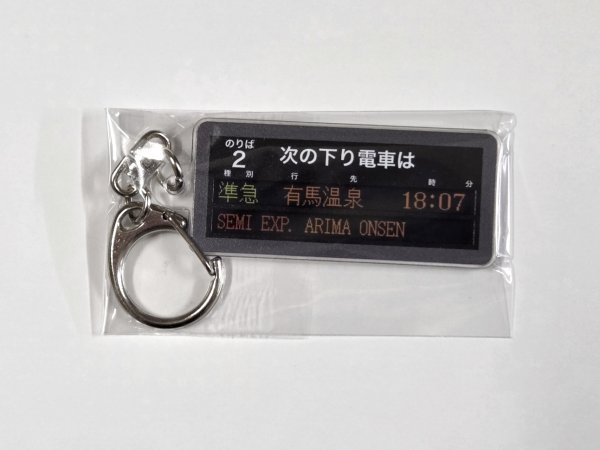 のりば
2 次の下り電車は
種別 行先 時分
準急 有馬温泉 18:07
SEMI EXP. ARIMA ONSEN